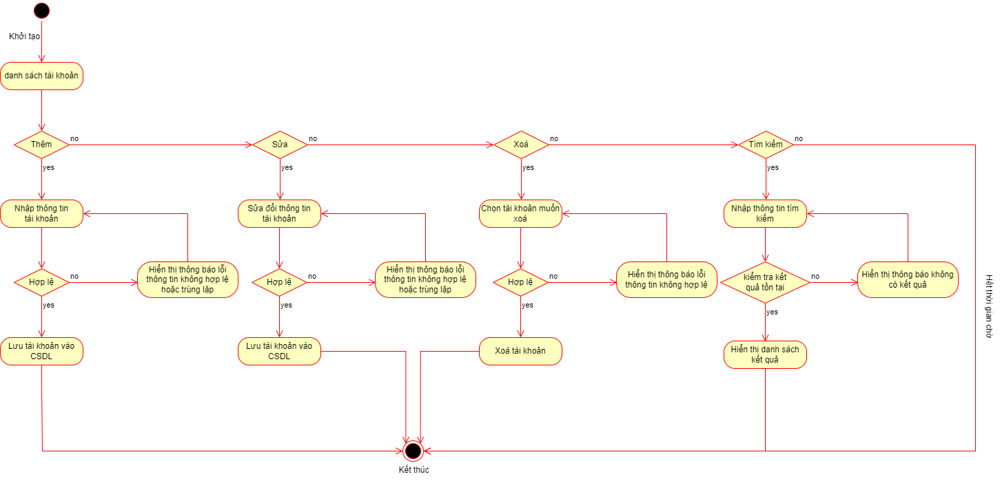 Khởi tạo
danh sách tài khoản
Thêm
no
Sửa
no
Xoá
no
Tìm kiếm
no
yes
yes
yes
yes
Nhập thông tin
tài khoản
Sửa đổi thông tin
tài khoản
Chọn tài khoản muốn
xoá
Nhập thông tin tìm
kiếm
Hợp lệ
no
Hiển thị thông báo lỗi
thông tin không hợp lệ
hoặc trùng lặp
Hợp lệ
no
Hiển thị thông báo lỗi
thông tin không hợp lệ
hoặc trùng lặp
Hợp lệ
no
Hiển thị thông báo lỗi
thông tin không hợp lệ
kiểm tra kết
quả tồn tại
no
Hiển thị thông báo không
có kết quả
Hết thời gian chờ
yes
yes
yes
yes
Lưu tài khoản vào
CSDL
Lưu tài khoản vào
CSDL
Xoá tài khoản
Hiển thị danh sách
kết quả
Kết thúc